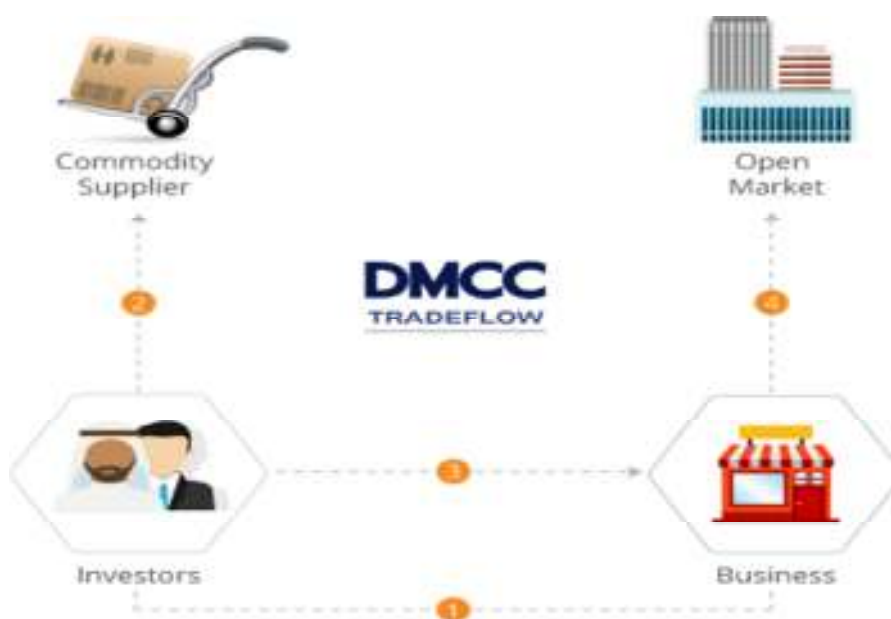 Commodity
Supplier
Open
Market
2
DMCC
4
TRADEFLOW
3
Investors
Business
1